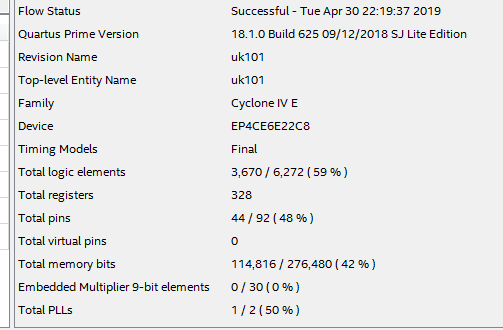 Flow Status Successful - Tue Apr 30 22:19:37 2019
Quartus Prime Version 18.1.0 Build 625 09/12/2018 SJ Lite Edition
Revision Name uk101
Top-level Entity Name uk101
Family Cyclone IV E
Device EP4CE6E22C8
Timing Models Final
Total logic elements 3,670 / 6,272 ( 59 % )
Total registers 328
Total pins 44 / 92 ( 48 % )
Total virtual pins 0
Total memory bits 114,816 / 276,480 ( 42 % )
Embedded Multiplier 9-bit elements 0 / 30 ( 0 % )
Total PLLs 1 / 2 ( 50 % )